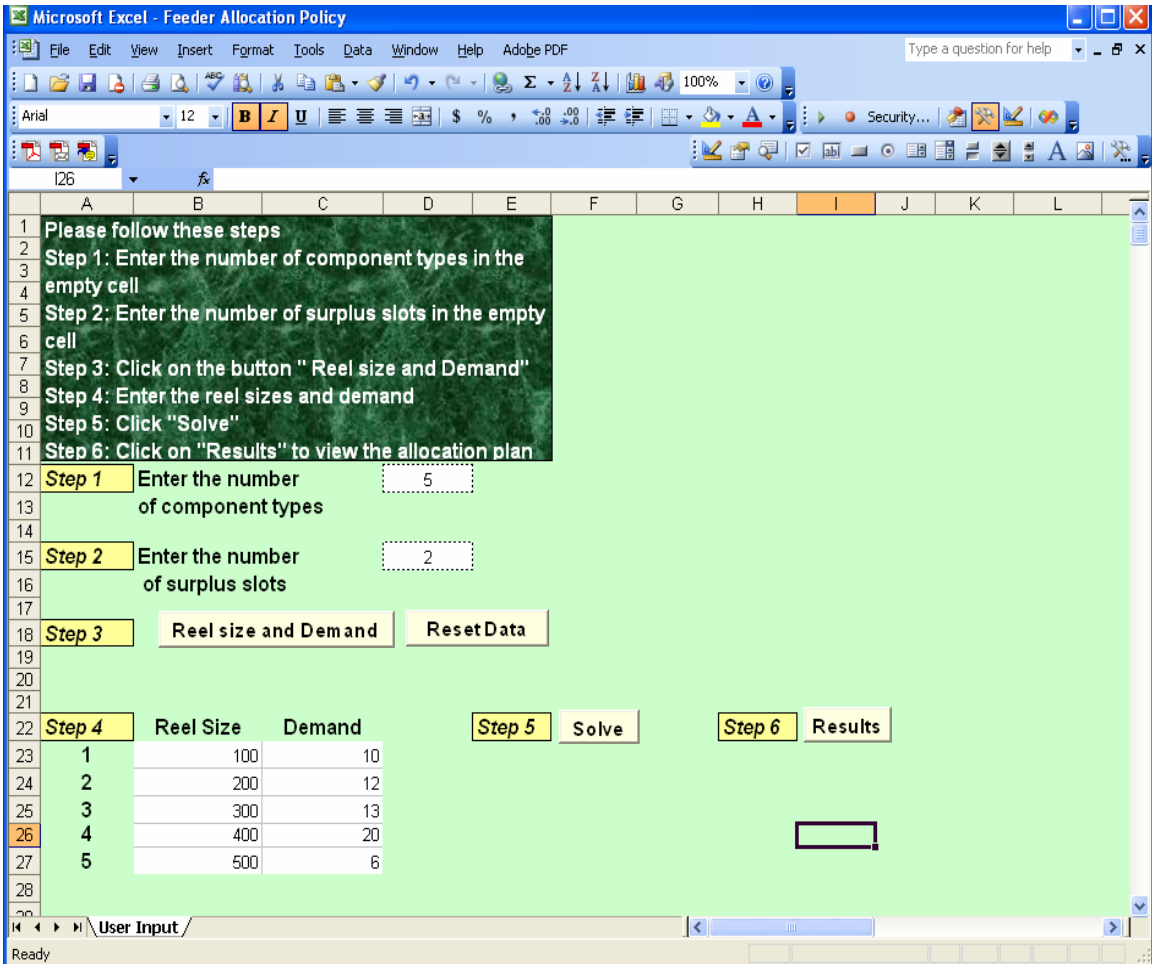 Microsoft Excel - Feeder Allocation Policy
File Edit View Insert Format Tools Data Window Help Adobe PDF Type a question for help
100%
Arial 12 B I U $ % , Security...
I26 fx
A B C D E F G H I J K L
1 Please follow these steps
2 Step 1: Enter the number of component types in the
3
4 empty cell
5 Step 2: Enter the number of surplus slots in the empty
6 cell
7 Step 3: Click on the button " Reel size and Demand"
8 Step 4: Enter the reel sizes and demand
9
10 Step 5: Click "Solve"
11 Step 6: Click on "Results" to view the allocation plan
12 Step 1 Enter the number 5
13 of component types
14
15 Step 2 Enter the number 2
16 of surplus slots
17
18 Step 3 Reel size and Demand Reset Data
19
20
21
22 Step 4 Reel Size Demand Step 5 Solve Step 6 Results
23 1 100 10
24 2 200 12
25 3 300 13
26 4 400 20
27 5 500 6
28
User Input
Ready